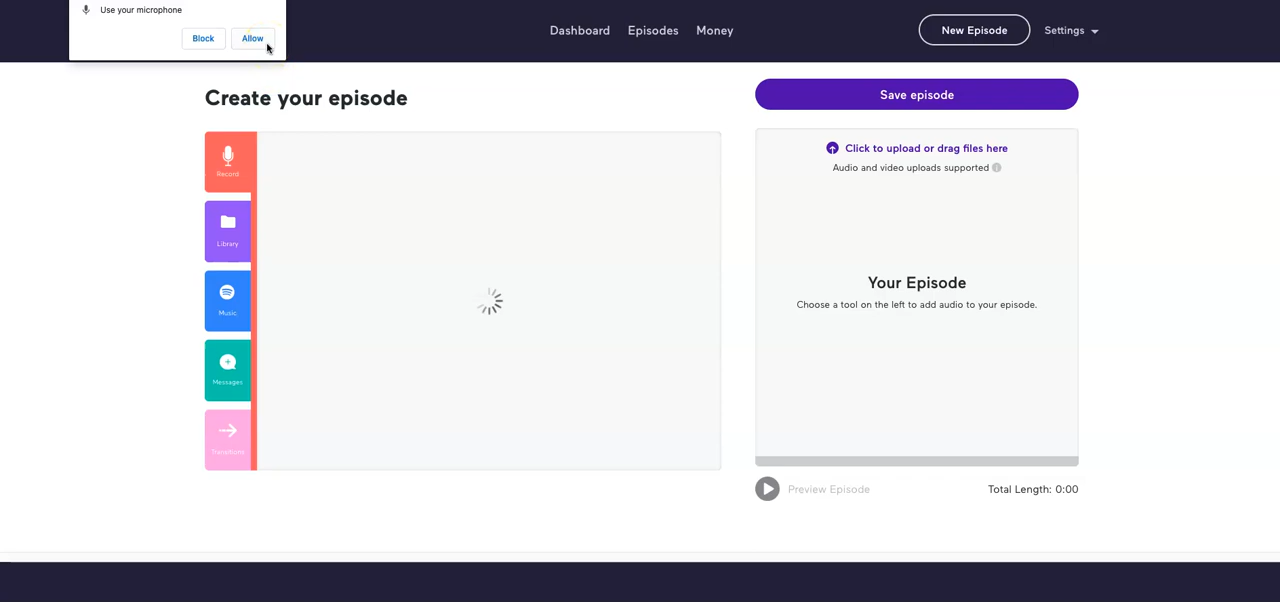 Use your microphone
Block
Allow
Dashboard
Episodes
Money
New Episode
Settings
Create your episode
Save episode
Record
Library
Music
Messages
Transitions
Click to upload or drag files here
Audio and video uploads supported
Your Episode
Choose a tool on the left to add audio to your episode.
Preview Episode
Total Length: 0:00